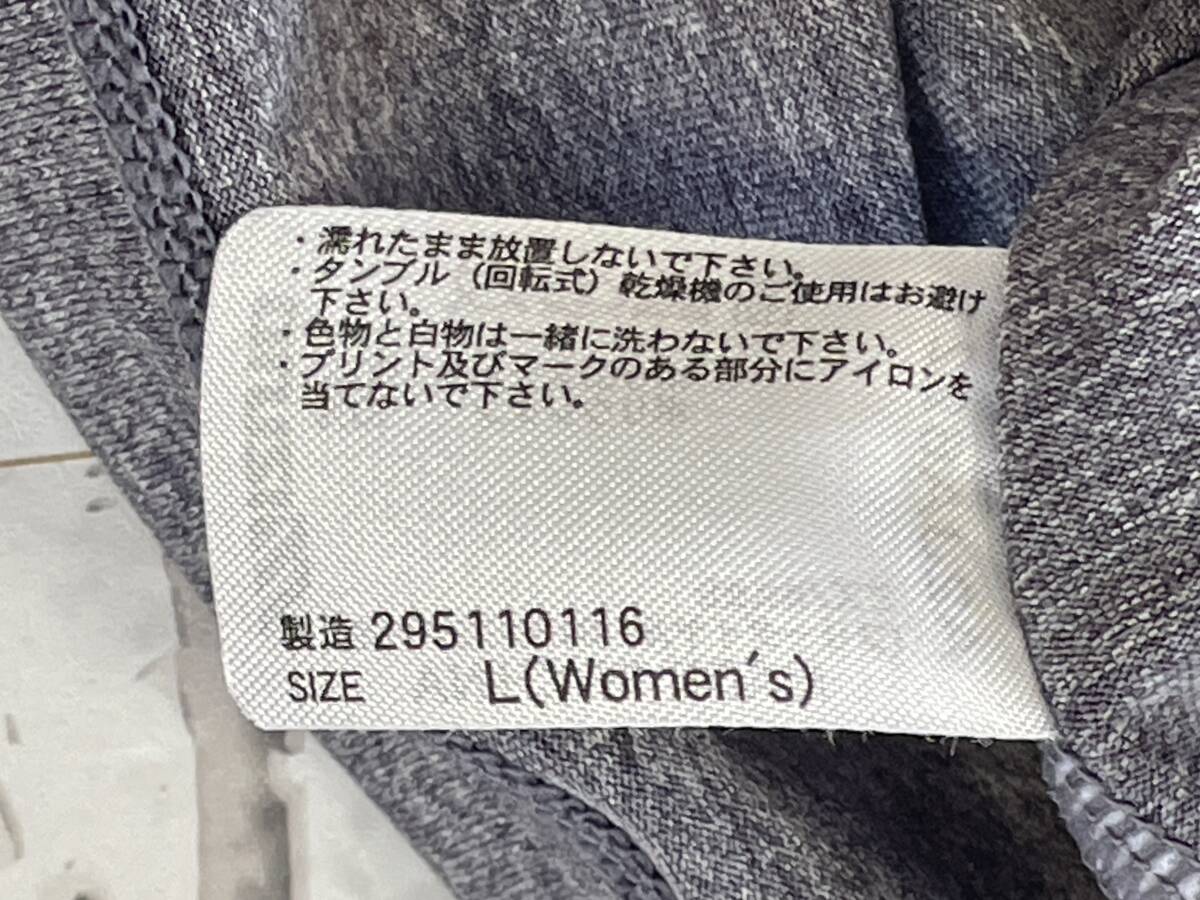 ・濡れたまま放置しないで下さい。
・タンブル（回転式）乾燥機のご使用はお避け
下さい。
・色物と白物は一緒に洗わないで下さい。
・プリント及びマークのある部分にアイロンを
当てないで下さい。
製造 295110116
SIZE L(Women's)